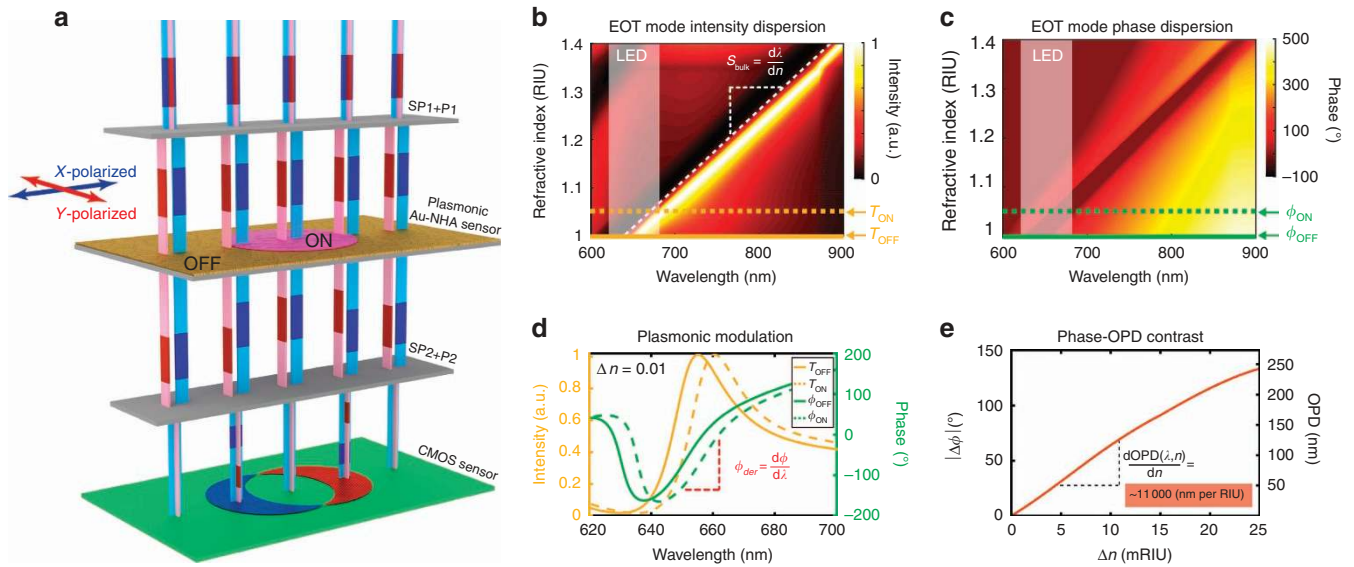 a
SP1+P1
X-polarized
Y-polarized
Plasmonic
Au-NHA sensor
ON
OFF
SP2+P2
CMOS sensor
b
EOT mode intensity dispersion
LED
S_bulk = dλ/dn
Refractive index (RIU)
1.4
1.3
1.2
1.1
1
600
700
800
900
Wavelength (nm)
1
0
Intensity (a.u.)
T_ON
T_OFF
c
EOT mode phase dispersion
LED
Refractive index (RIU)
1.4
1.3
1.2
1.1
1
600
700
800
900
Wavelength (nm)
500
300
100
–100
Phase (°)
ϕ_ON
ϕ_OFF
d
Plasmonic modulation
Δn = 0.01
T_OFF
T_ON
ϕ_OFF
ϕ_ON
ϕ_der = dϕ/dλ
Intensity (a.u.)
1
0.8
0.6
0.4
0.2
0
620
640
660
700
Wavelength (nm)
200
100
0
–100
–200
Phase (°)
e
Phase-OPD contrast
|Δϕ|(°)
150
100
50
0
0
5
10
15
20
25
Δn (mRIU)
250
200
150
100
50
OPD (nm)
dOPD(λ,n)/dn =
~11 000 (nm per RIU)